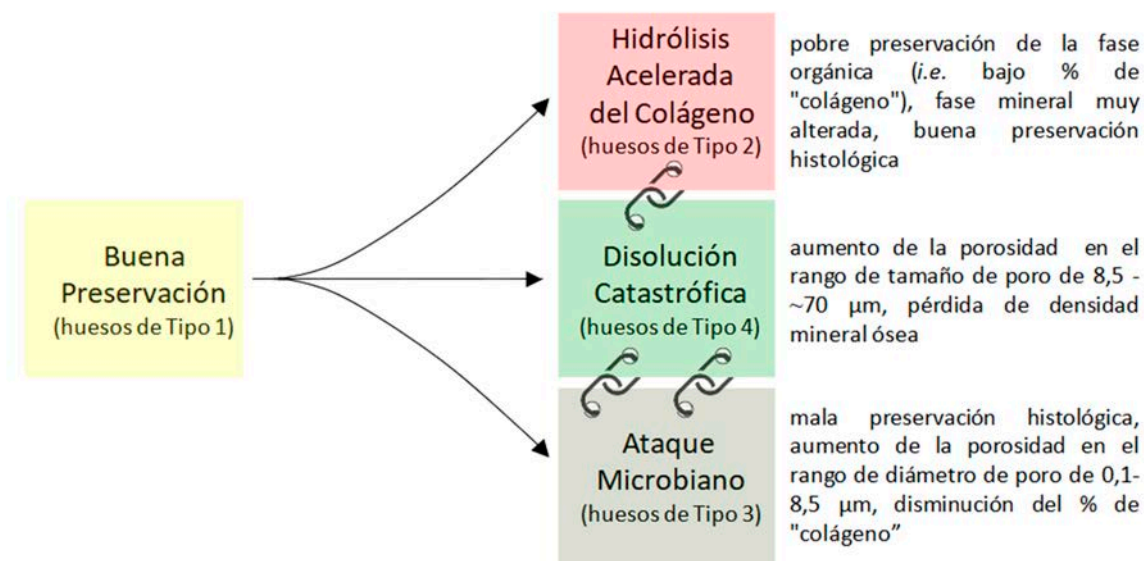 Buena
Preservación
(huesos de Tipo 1)
Hidrólisis
Acelerada
del Colágeno
(huesos de Tipo 2)
pobre preservación de la fase
orgánica (i.e. bajo % de
"colágeno"), fase mineral muy
alterada, buena preservación
histológica
Disolución
Catastrófica
(huesos de Tipo 4)
aumento de la porosidad en el
rango de tamaño de poro de 8,5 -
~70 µm, pérdida de densidad
mineral ósea
Ataque
Microbiano
(huesos de Tipo 3)
mala preservación histológica,
aumento de la porosidad en el
rango de diámetro de poro de 0,1-
8,5 µm, disminución del % de
"colágeno”